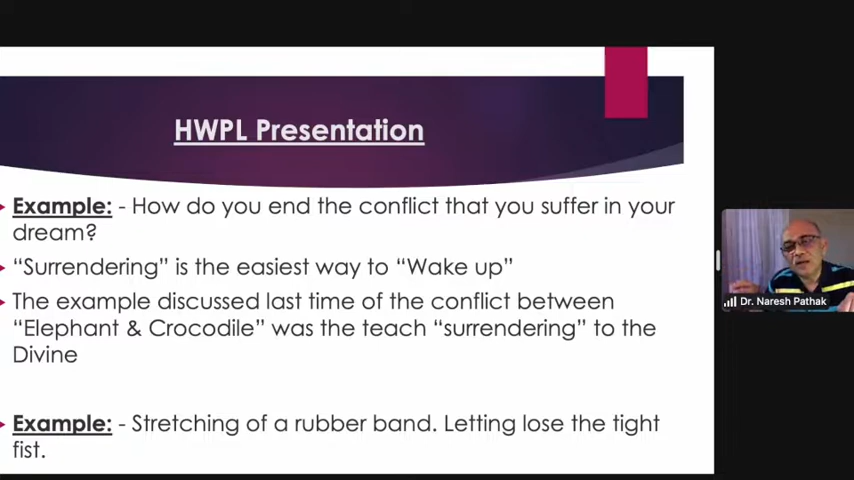 HWPL Presentation
Example: - How do you end the conflict that you suffer in your
dream?
“Surrendering” is the easiest way to “Wake up”
The example discussed last time of the conflict between
“Elephant & Crocodile” was the teach “surrendering” to the
Divine
Example: - Stretching of a rubber band. Letting lose the tight
fist.
Dr. Naresh Pathak